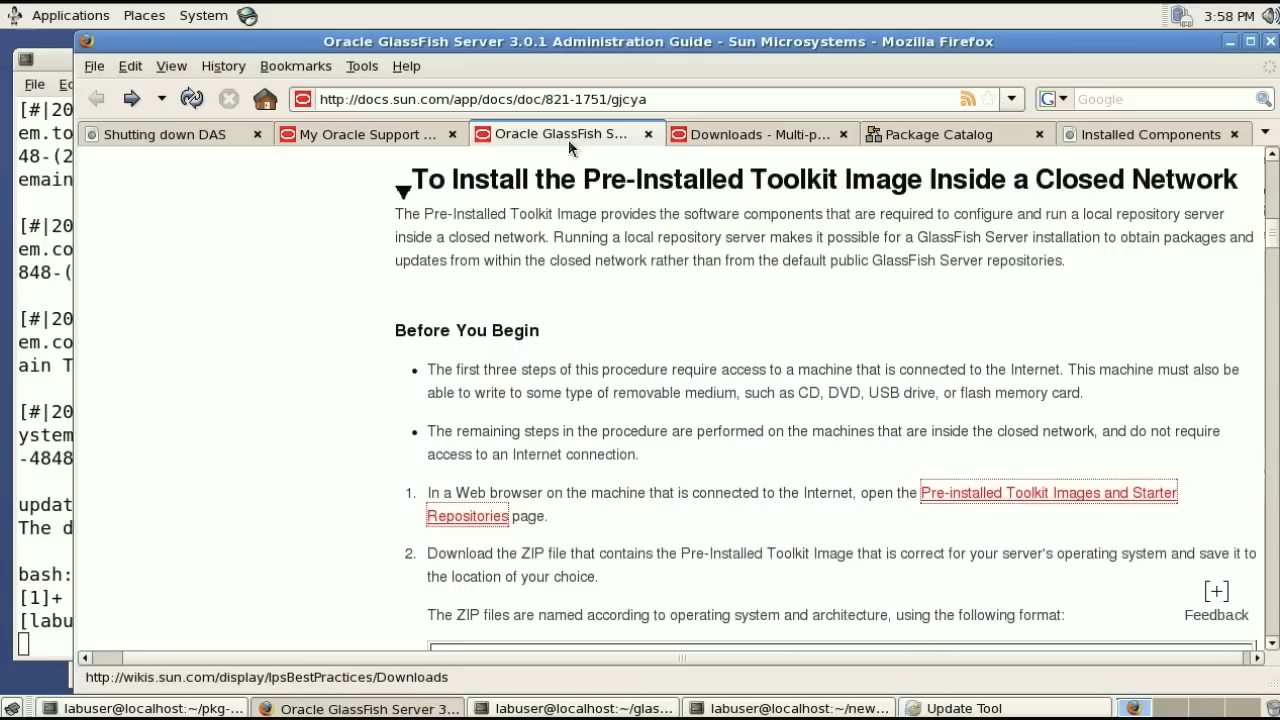 Applications Places System 3:58 PM
Oracle GlassFish Server 3.0.1 Administration Guide - Sun Microsystems - Mozilla Firefox
File Ed
File Edit View History Bookmarks Tools Help
http://docs.sun.com/app/docs/doc/821-1751/gjcya Google
Shutting down DAS My Oracle Support ... Oracle GlassFish S... Downloads - Multi-p... Package Catalog Installed Components
[#|20
em.to
48-(2
emain
[#|20
em.co
848-(
[#|20
em.co
ain T
[#|20
ystem
-4848
updat
The d
bash:
[1]+
[labu
To Install the Pre-Installed Toolkit Image Inside a Closed Network
The Pre-Installed Toolkit Image provides the software components that are required to configure and run a local repository server
inside a closed network. Running a local repository server makes it possible for a GlassFish Server installation to obtain packages and
updates from within the closed network rather than from the default public GlassFish Server repositories.
Before You Begin
• The first three steps of this procedure require access to a machine that is connected to the Internet. This machine must also be
able to write to some type of removable medium, such as CD, DVD, USB drive, or flash memory card.
• The remaining steps in the procedure are performed on the machines that are inside the closed network, and do not require
access to an Internet connection.
1. In a Web browser on the machine that is connected to the Internet, open the Pre-installed Toolkit Images and Starter
Repositories page.
2. Download the ZIP file that contains the Pre-Installed Toolkit Image that is correct for your server's operating system and save it to
the location of your choice.
The ZIP files are named according to operating system and architecture, using the following format:
[+]
Feedback
http://wikis.sun.com/display/IpsBestPractices/Downloads
labuser@localhost:~/pkg-... Oracle GlassFish Server 3... labuser@localhost:~/glas... labuser@localhost:~/new... Update Tool